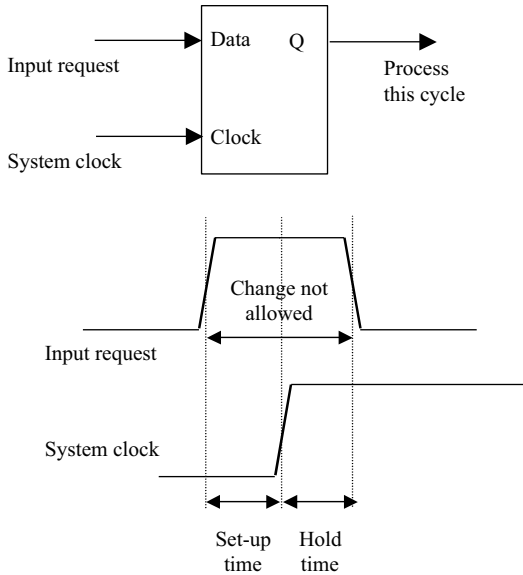 Data Q
Input request
Process
this cycle
Clock
System clock
Change not
allowed
Input request
System clock
Set-up
time
Hold
time